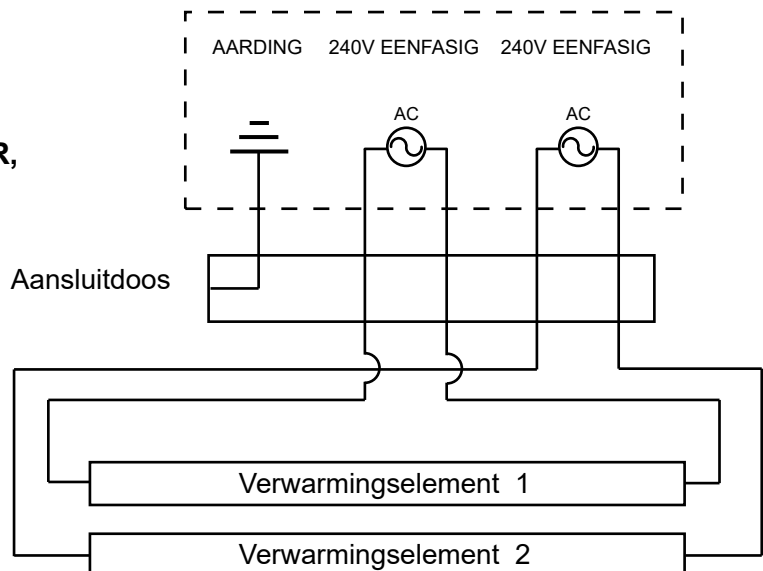 AARDING 240V EENFASIG 240V EENFASIG
AC AC
R,
Aansluitdoos
Verwarmingselement 1
Verwarmingselement 2